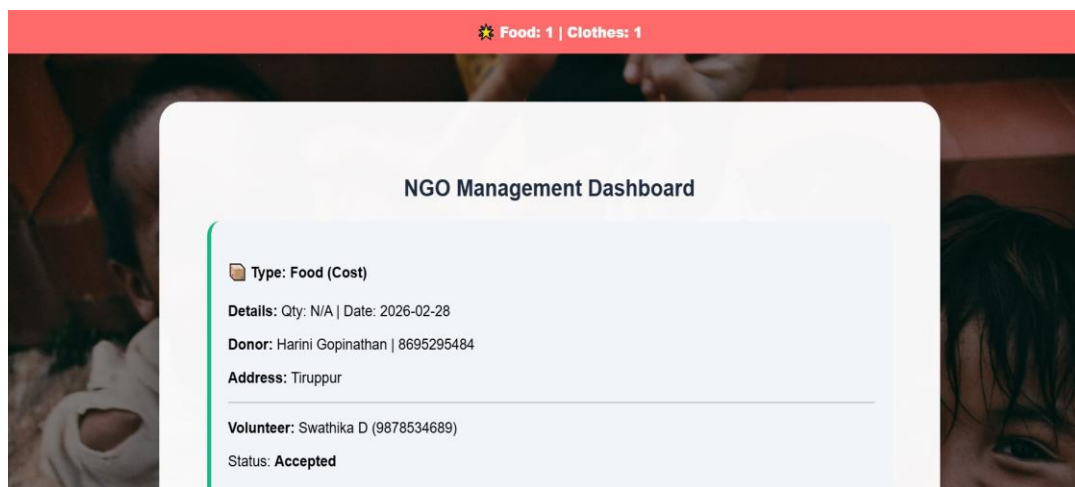 🌟 Food: 1 | Clothes: 1
NGO Management Dashboard
📦 Type: Food (Cost)
Details: Qty: N/A | Date: 2026-02-28
Donor: Harini Gopinathan | 8695295484
Address: Tiruppur
Volunteer: Swathika D (9878534689)
Status: Accepted